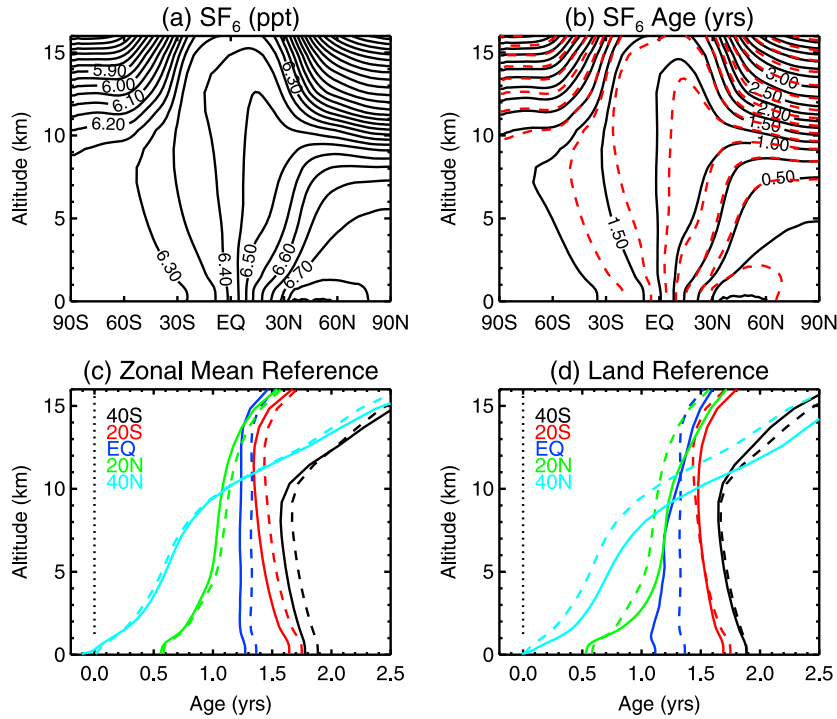 (a) SF6 (ppt)
Altitude (km)
15
10
5
0
5.90
6.00
6.10
6.20
6.30
6.30
6.40
6.50
6.60
6.70
90S 60S 30S EQ 30N 60N 90N
(b) SF6 Age (yrs)
Altitude (km)
15
10
5
0
3.00
2.50
2.00
1.50
1.00
0.50
1.50
90S 60S 30S EQ 30N 60N 90N
(c) Zonal Mean Reference
Altitude (km)
15
10
5
0
40S
20S
EQ
20N
40N
0.0 0.5 1.0 1.5 2.0 2.5
Age (yrs)
(d) Land Reference
Altitude (km)
15
10
5
0
40S
20S
EQ
20N
40N
0.0 0.5 1.0 1.5 2.0 2.5
Age (yrs)